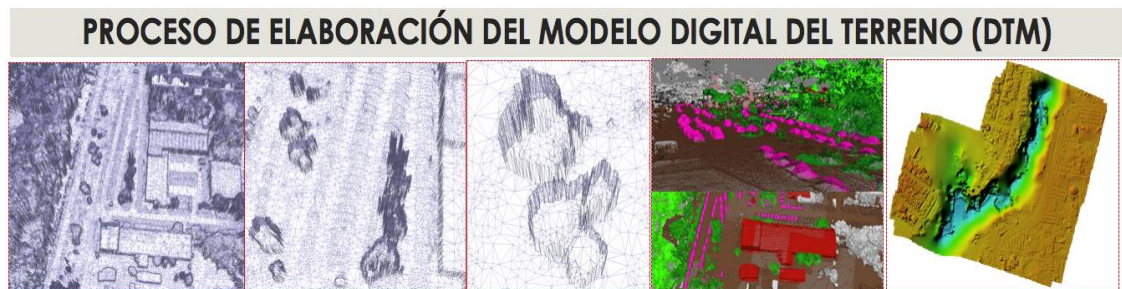 PROCESO DE ELABORACIÓN DEL MODELO DIGITAL DEL TERRENO (DTM)